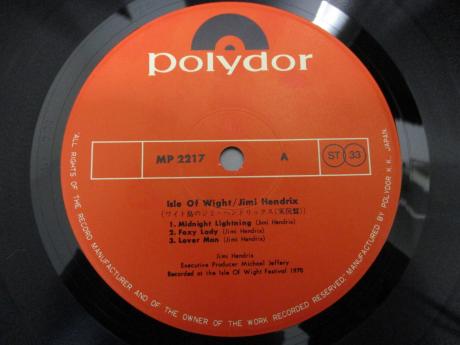 polydor
MP 2217 A ST 33
Isle Of Wight/Jimi Hendrix
(ワイト島のジミ・ヘンドリックス(実況盤))
1. Midnight Lightning (Jimi Hendrix)
2. Foxy Lady (Jimi Hendrix)
3. Lover Man (Jimi Hendrix)
Jimi Hendrix
Executive Producer Michael Jeffery
Recorded at the Isle Of Wight Festival 1970
ALL RIGHTS OF THE RECORD MANUFACTURER AND OF THE OWNER OF THE WORK RECORDED RESERVED. MANUFACTURED BY POLYDOR K.K. JAPAN.